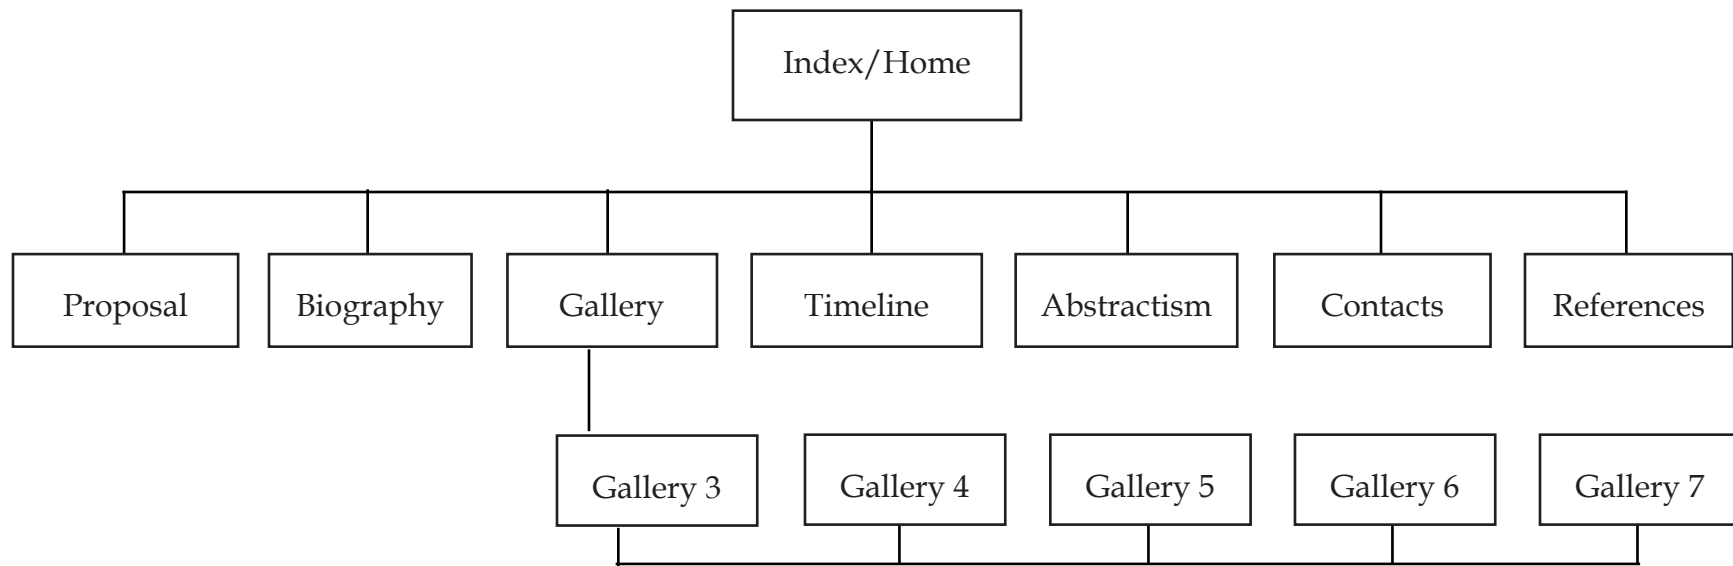 Index/Home
Proposal
Biography
Gallery
Timeline
Abstractism
Contacts
References
Gallery 3
Gallery 4
Gallery 5
Gallery 6
Gallery 7